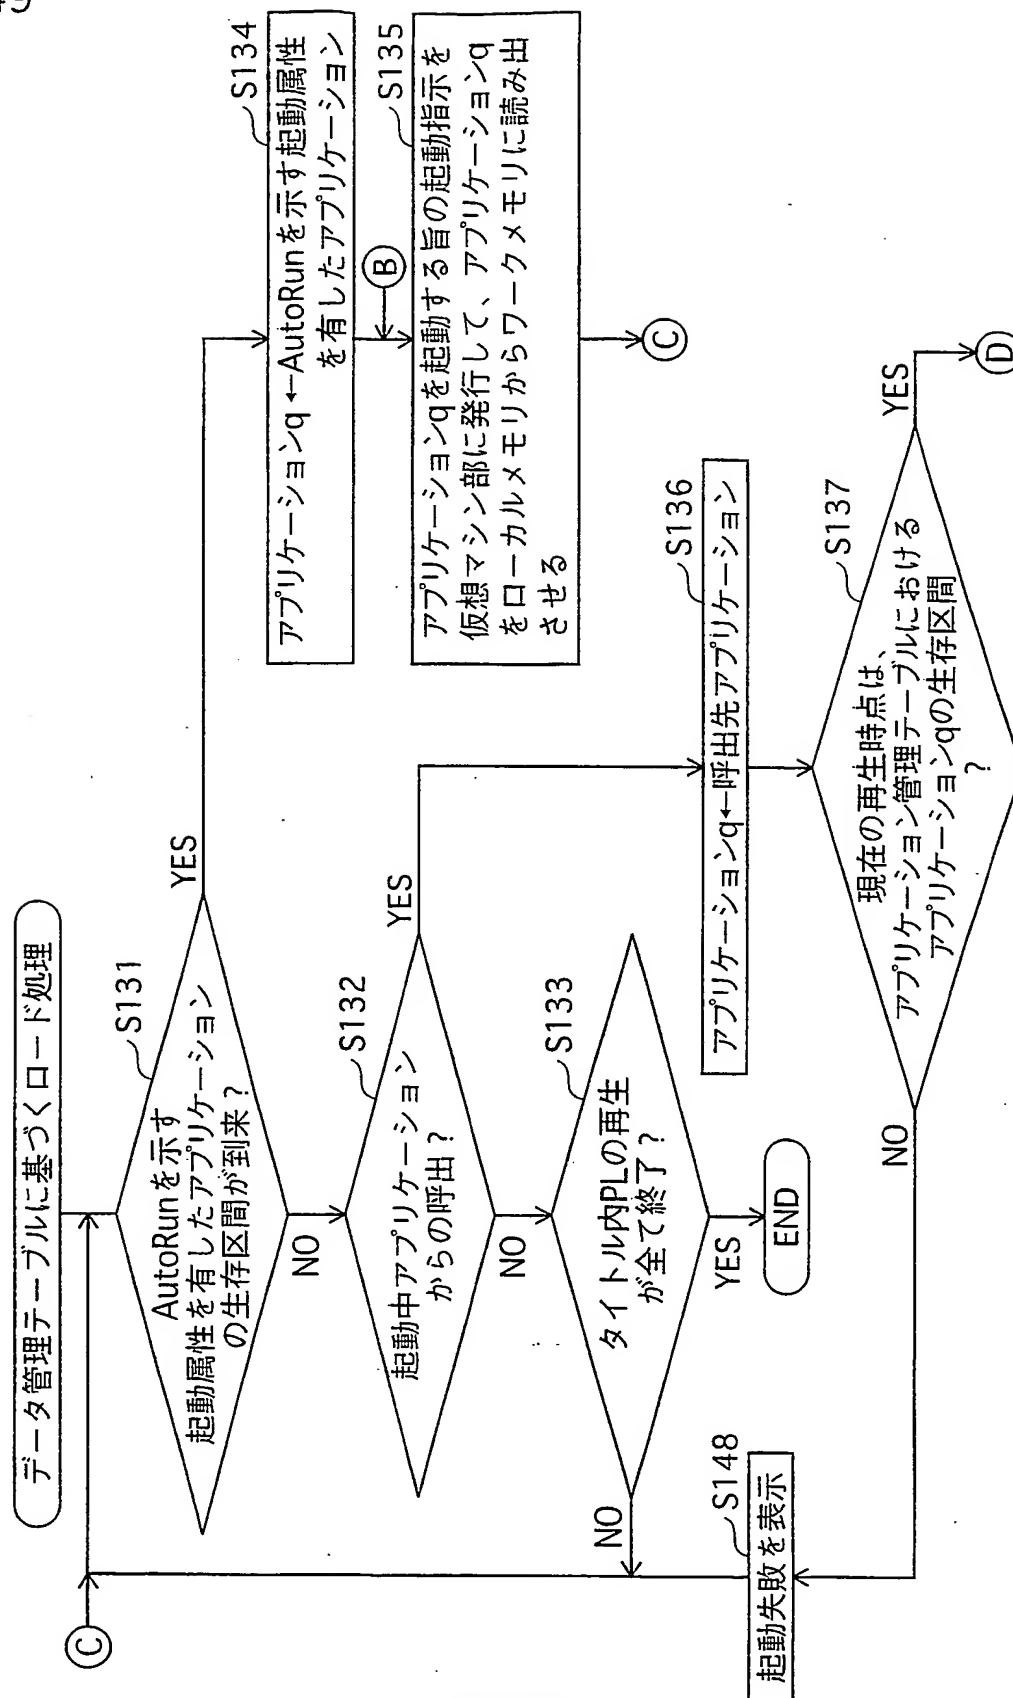 データ管理テーブルに基づくロード処理
S131
AutoRunを示す
起動属性を有したアプリケーション
の生存区間が到来?
YES
NO
S132
起動中アプリケーション
からの呼出?
YES
NO
S133
タイトル内PLの再生
が全て終了?
NO
YES
END
S134
アプリケーションq←AutoRunを示す起動属性
を有したアプリケーション
B
S135
アプリケーションqを起動する旨の起動指示を
仮想マシン部に発行して、アプリケーションq
をローカルメモリからワークメモリに読み出
させる
C
S136
アプリケーションq←呼出先アプリケーション
S137
現在の再生時点は、
アプリケーション管理テーブルにおける
アプリケーションqの生存区間
?
YES
D
NO
S148
起動失敗を表示
C